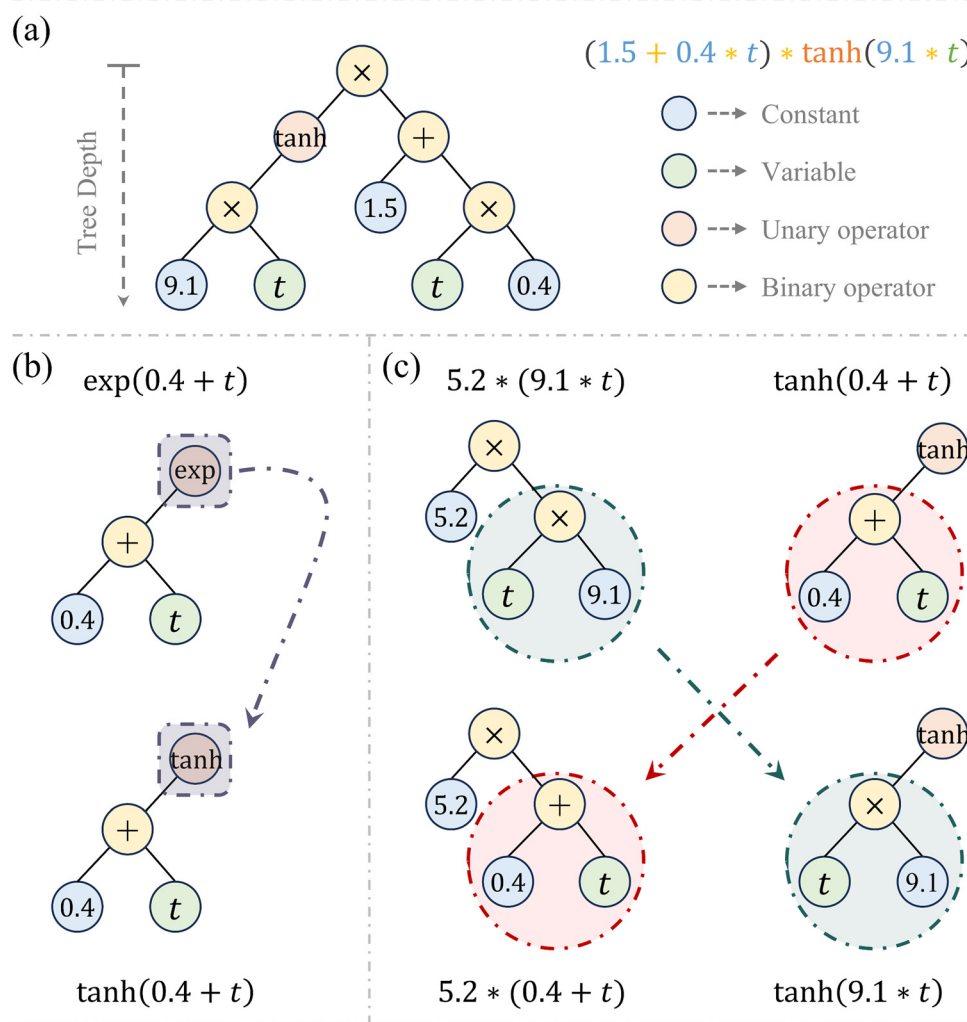 (a)
(1.5 + 0.4 * t) * tanh(9.1 * t)
Tree Depth
×
tanh
+
×
1.5
×
9.1
t
t
0.4
Constant
Variable
Unary operator
Binary operator
(b)
exp(0.4 + t)
exp
+
0.4
t
tanh
+
0.4
t
tanh(0.4 + t)
(c)
5.2 * (9.1 * t)
tanh(0.4 + t)
×
5.2
×
t
9.1
tanh
+
0.4
t
×
5.2
+
0.4
t
tanh
×
t
9.1
5.2 * (0.4 + t)
tanh(9.1 * t)